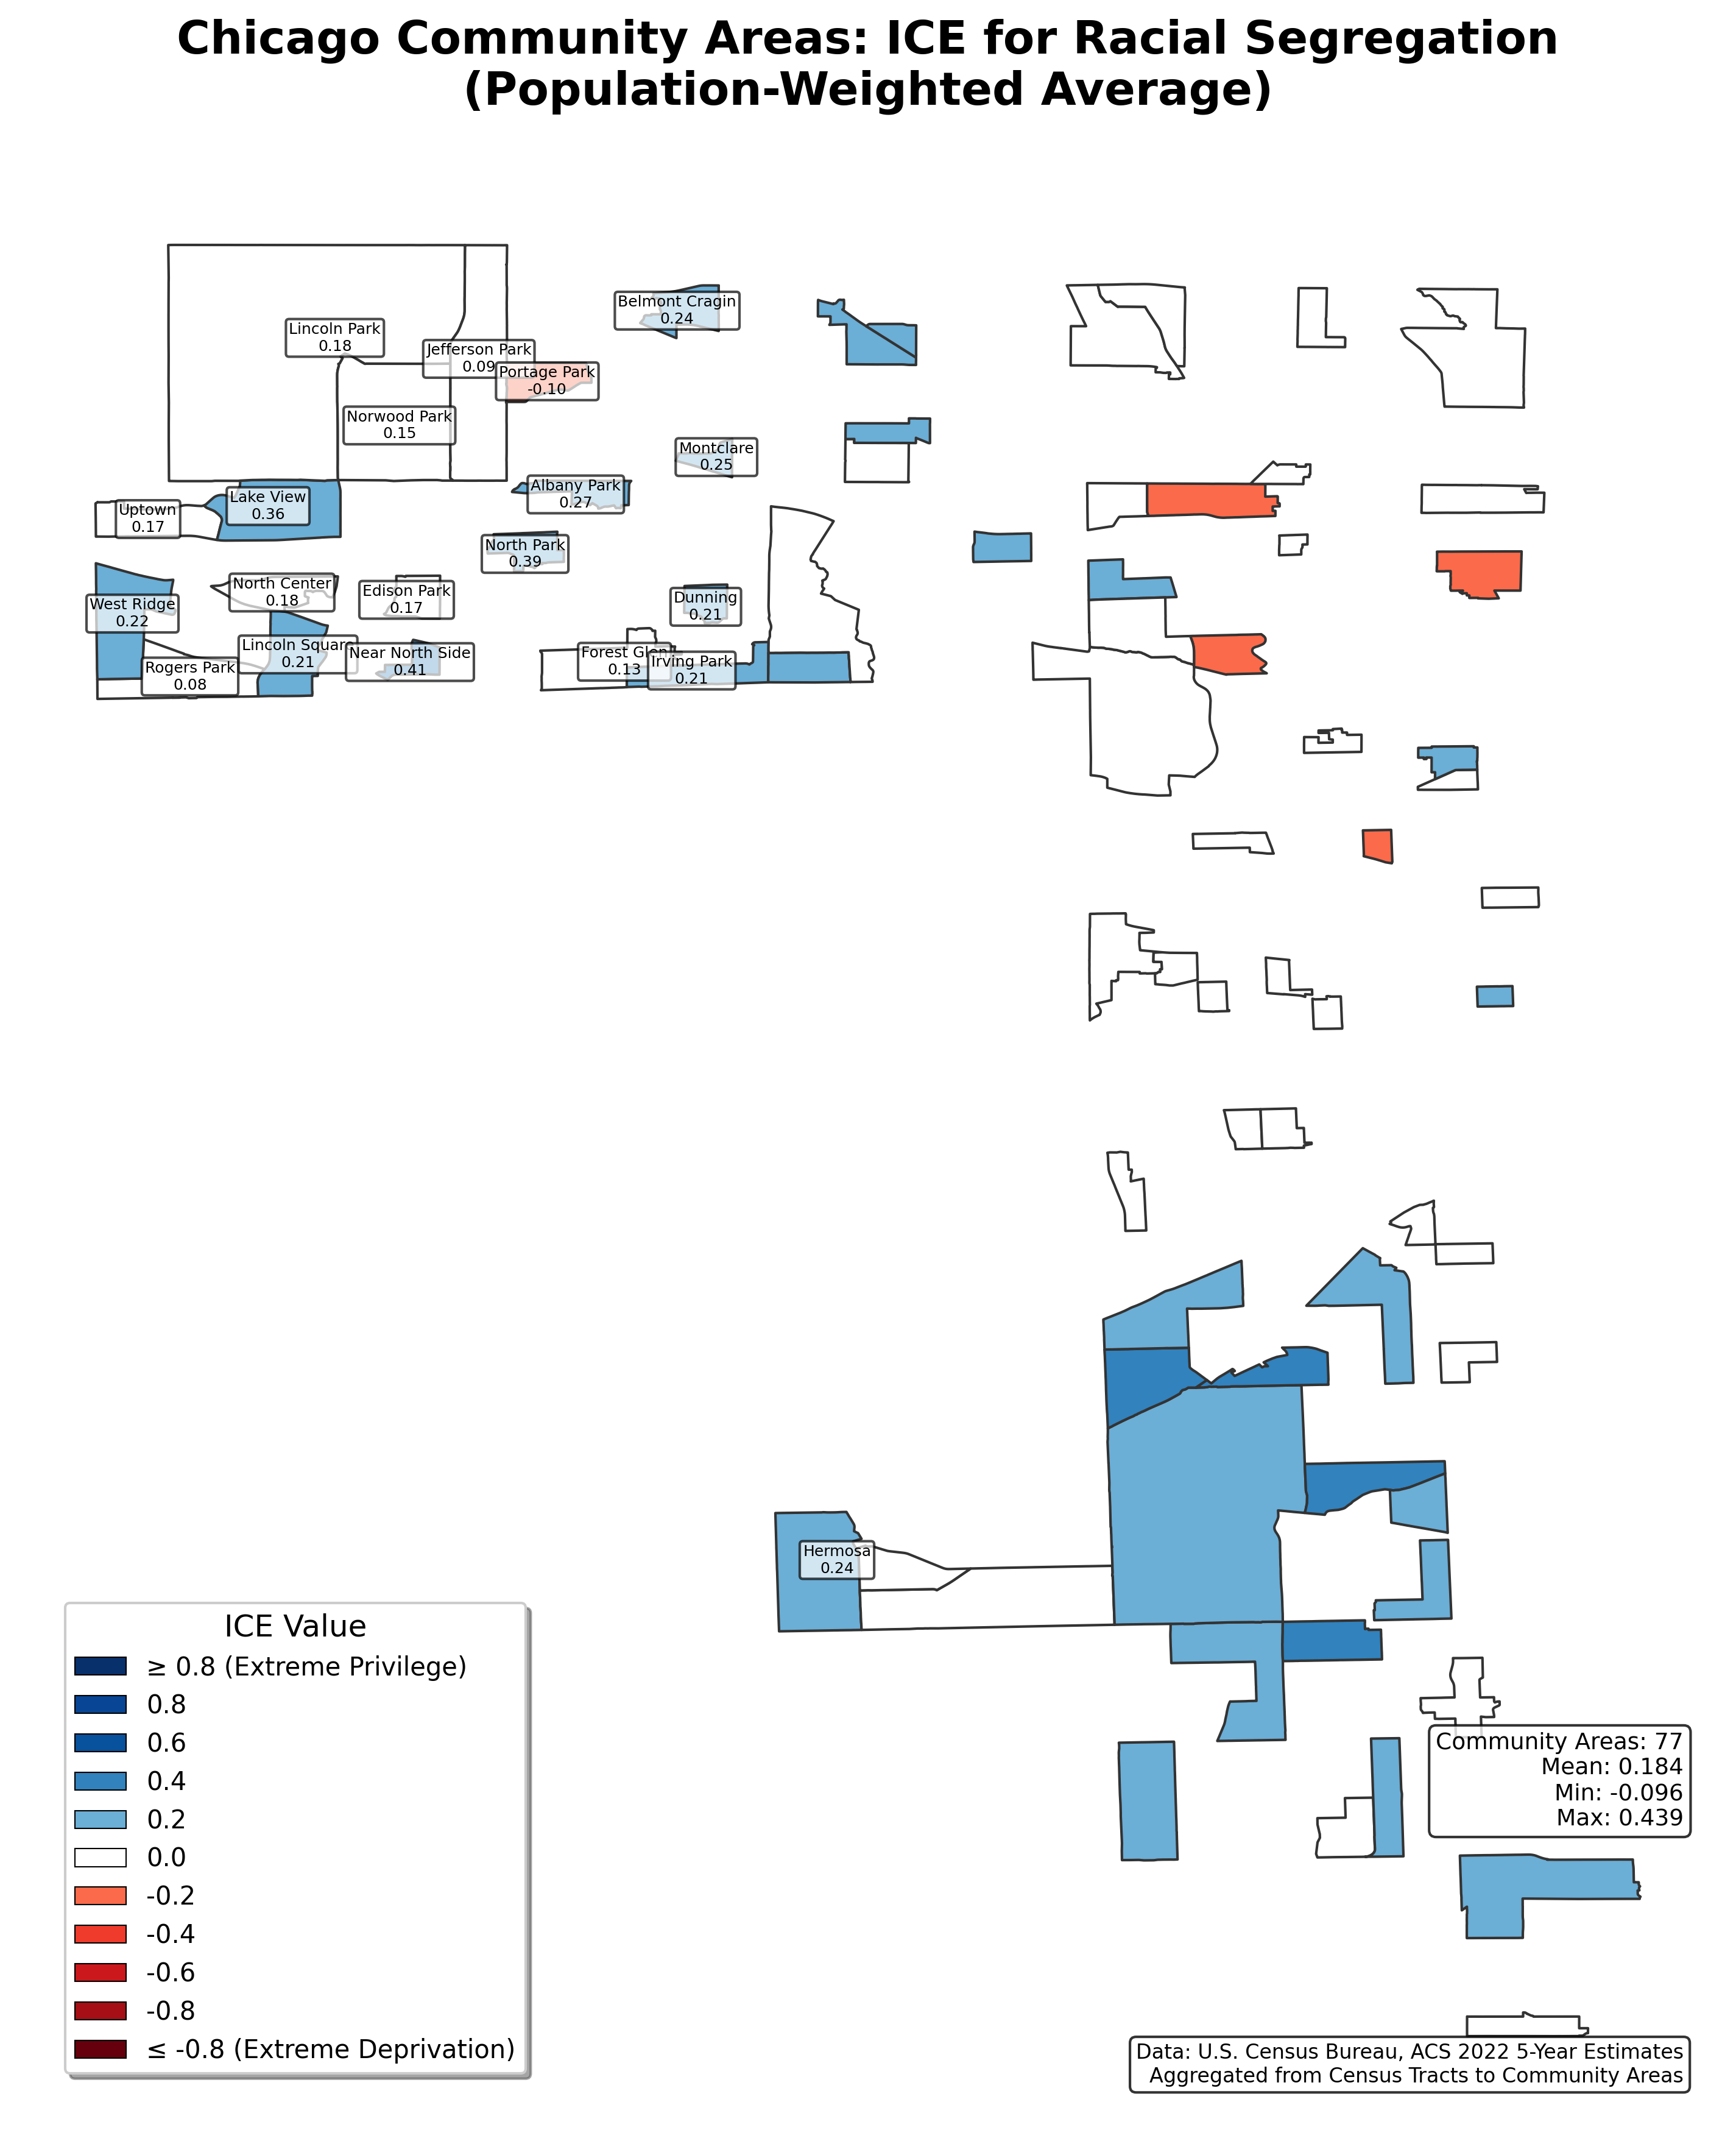 Chicago Community Areas: ICE for Racial Segregation
(Population-Weighted Average)
Belmont Cragin
0.24
Lincoln Park
0.18
Jefferson Park
0.09
Portage Park
-0.10
Norwood Park
0.15
Montclare
0.25
Albany Park
0.27
Lake View
0.36
Uptown
0.17
North Park
0.39
North Center
0.18
Edison Park
0.17
Dunning
0.21
West Ridge
0.22
Lincoln Square
0.21
Near North Side
0.41
Forest Glen
0.13
Irving Park
0.21
Rogers Park
0.08
Hermosa
0.24
ICE Value
≥ 0.8 (Extreme Privilege)
0.8
0.6
0.4
0.2
0.0
-0.2
-0.4
-0.6
-0.8
≤ -0.8 (Extreme Deprivation)
Community Areas: 77
Mean: 0.184
Min: -0.096
Max: 0.439
Data: U.S. Census Bureau, ACS 2022 5-Year Estimates
Aggregated from Census Tracts to Community Areas